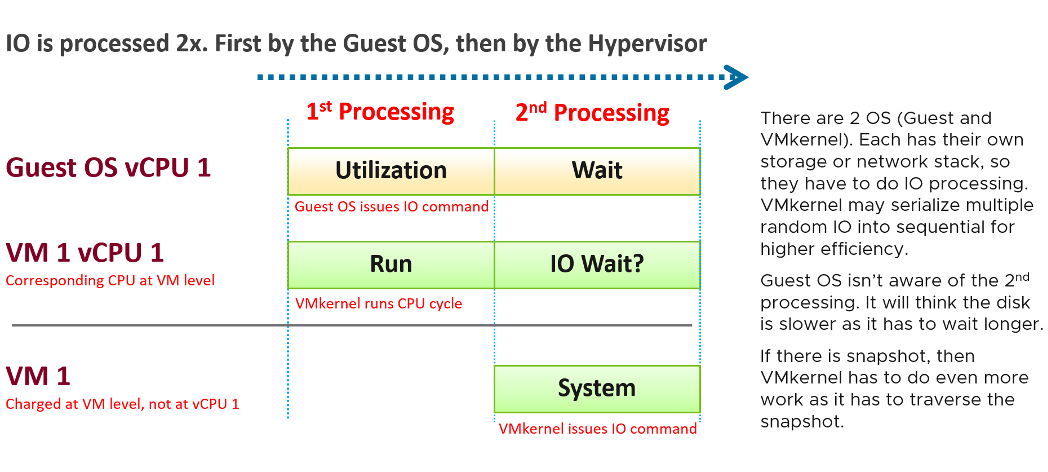 IO is processed 2x. First by the Guest OS, then by the Hypervisor
1st Processing
2nd Processing
Guest OS vCPU 1
Utilization
Wait
Guest OS issues IO command
VM 1 vCPU 1
Corresponding CPU at VM level
Run
IO Wait?
VMkernel runs CPU cycle
VM 1
Charged at VM level, not at vCPU 1
System
VMkernel issues IO command
There are 2 OS (Guest and
VMkernel). Each has their own
storage or network stack, so
they have to do IO processing.
VMkernel may serialize multiple
random IO into sequential for
higher efficiency.
Guest OS isn't aware of the 2nd
processing. It will think the disk
is slower as it has to wait longer.
If there is snapshot, then
VMkernel has to do even more
work as it has to traverse the
snapshot.